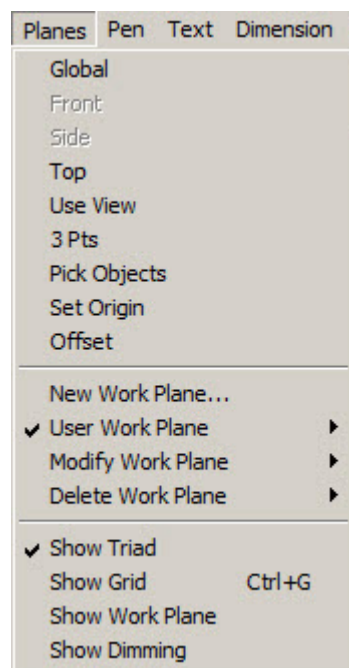 Planes Pen Text Dimension
Global
Front
Side
Top
Use View
3 Pts
Pick Objects
Set Origin
Offset
New Work Plane...
User Work Plane
Modify Work Plane
Delete Work Plane
Show Triad
Show Grid Ctrl+G
Show Work Plane
Show Dimming